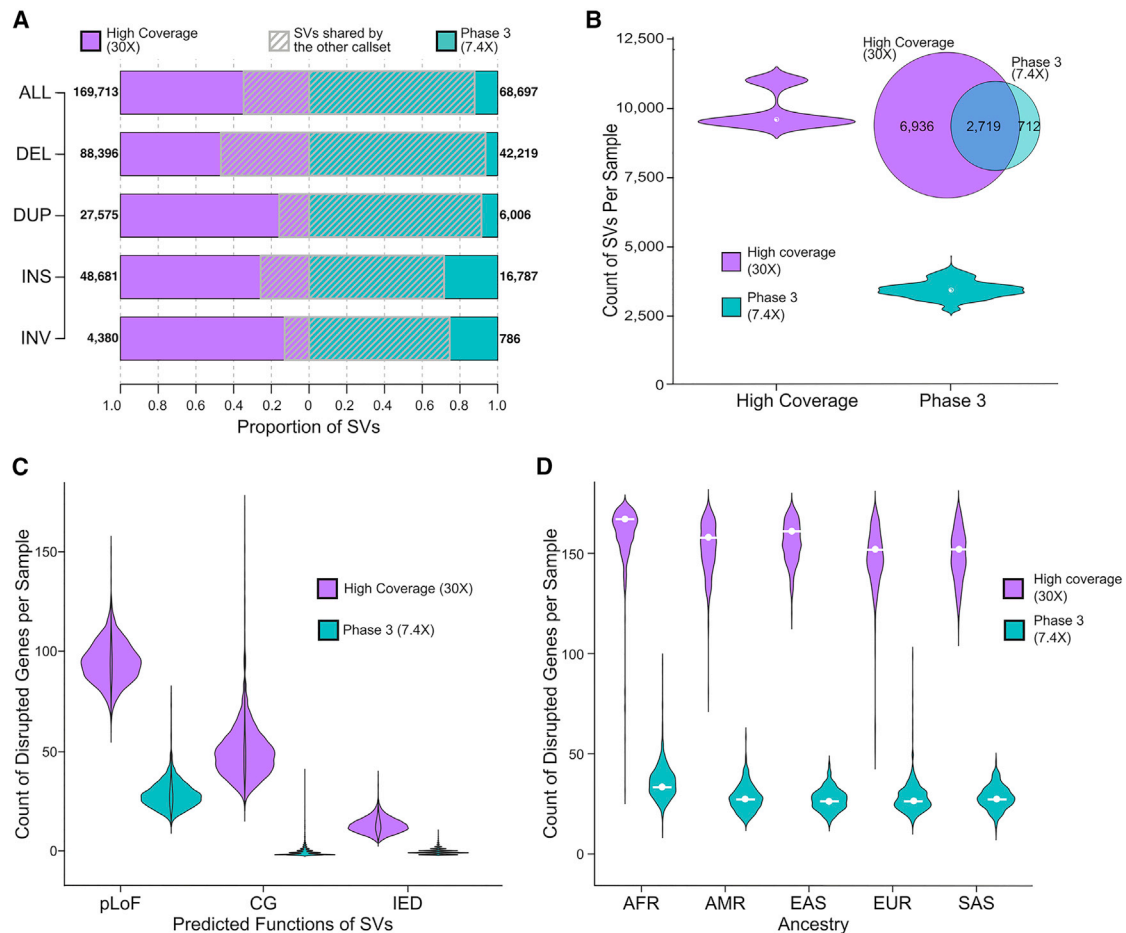 A
High Coverage
(30X)
SVs shared by
the other callset
Phase 3
(7.4X)
ALL
169,713
68,697
DEL
88,396
42,219
DUP
27,575
6,006
INS
48,681
16,787
INV
4,380
786
1.0 0.8 0.6 0.4 0.2 0 0.2 0.4 0.6 0.8 1.0
Proportion of SVs
B
Count of SVs Per Sample
12,500
10,000
7,500
5,000
2,500
0
High Coverage
(30X)
Phase 3
(7.4X)
6,936
2,719
712
High coverage
(30X)
Phase 3
(7.4X)
High Coverage
Phase 3
C
Count of Disrupted Genes per Sample
150
100
50
0
High Coverage (30X)
Phase 3 (7.4X)
pLoF
CG
IED
Predicted Functions of SVs
D
Count of Disrupted Genes per Sample
150
100
50
0
High coverage
(30X)
Phase 3
(7.4X)
AFR
AMR
EAS
EUR
SAS
Ancestry